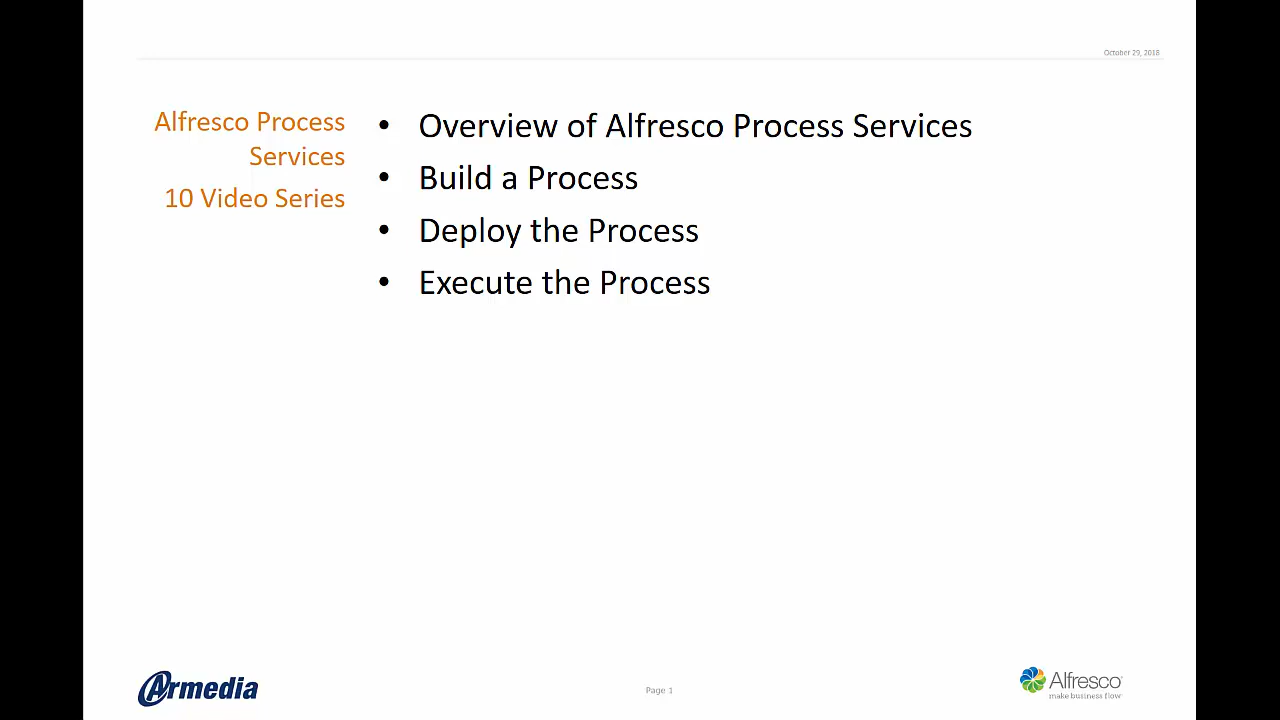 October 29, 2018
Alfresco Process
Services
10 Video Series
• Overview of Alfresco Process Services
• Build a Process
• Deploy the Process
• Execute the Process
Armedia
Page 1
Alfresco
make business flow